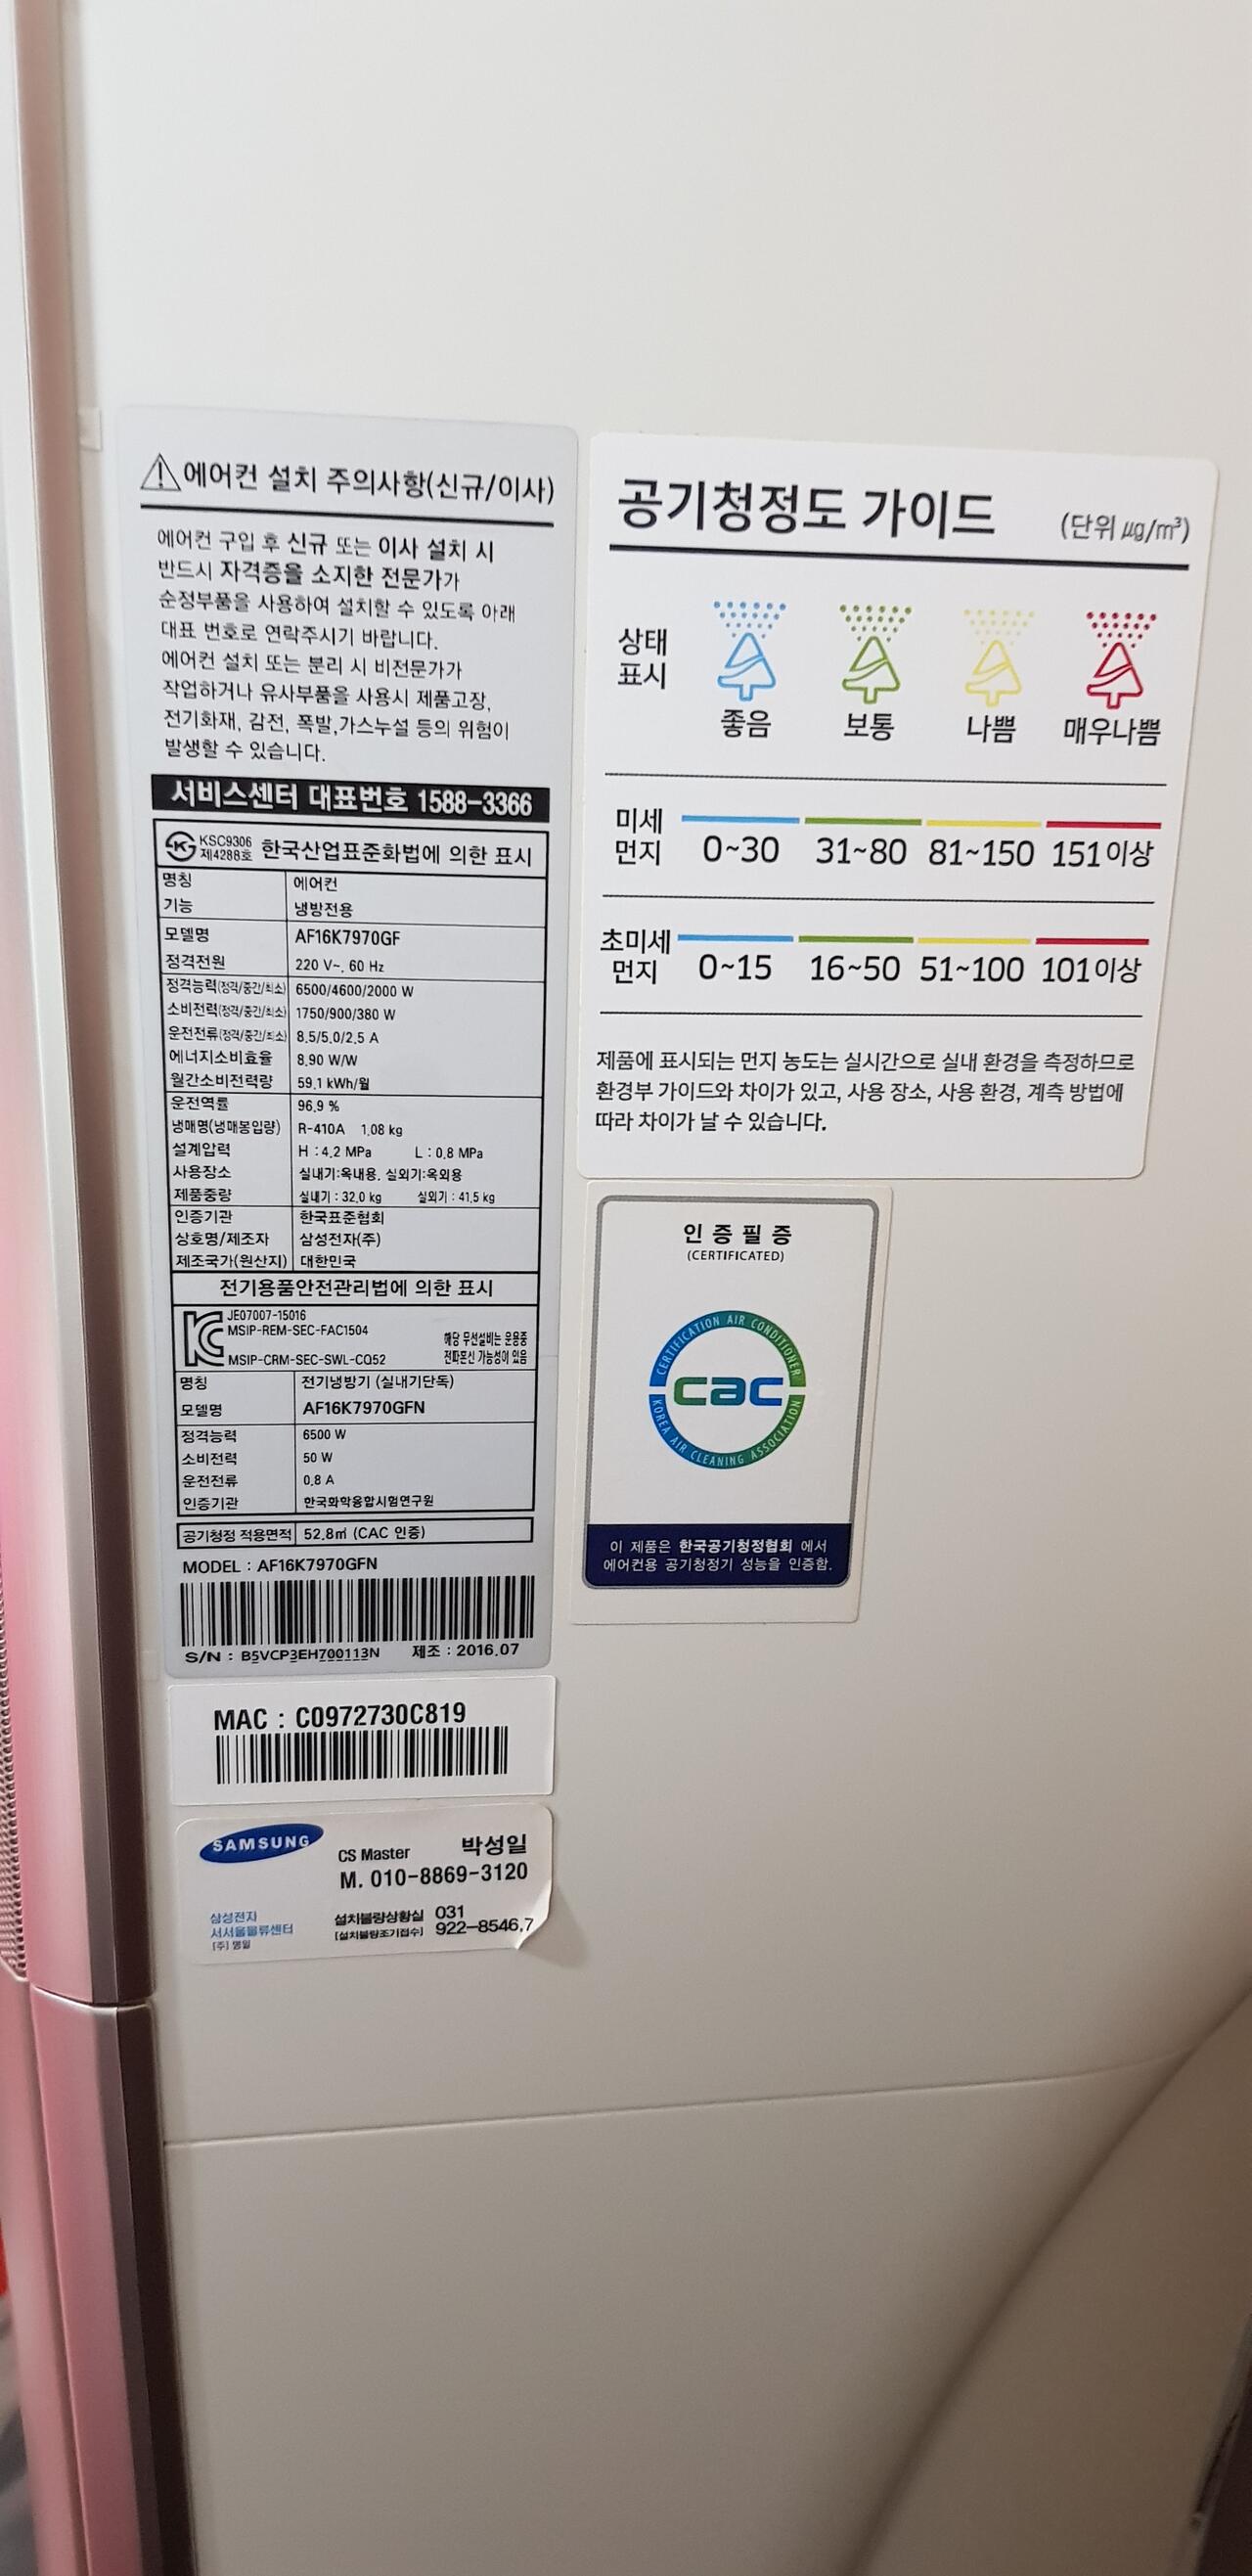 ⚠에어컨 설치 주의사항(신규/이사)
에어컨 구입 후 신규 또는 이사 설치 시
반드시 자격증을 소지한 전문가가
순정부품을 사용하여 설치할 수 있도록 아래
대표 번호로 연락주시기 바랍니다.
에어컨 설치 또는 분리 시 비전문가가
작업하거나 유사부품을 사용시 제품고장,
전기화재, 감전, 폭발,가스누설 등의 위험이
발생할 수 있습니다.
서비스센터 대표번호 1588-3366
KSC9306
제4288호
한국산업표준화법에 의한 표시
명칭 에어컨
기능 냉방전용
모델명 AF16K7970GF
정격전원 220 V~, 60 Hz
정격능력(정격/중간/최소) 6500/4600/2000 W
소비전력(정격/중간/최소) 1750/900/380 W
운전전류(정격/중간/최소) 8.5/5.0/2.5 A
에너지소비효율 8.90 W/W
월간소비전력량 59.1 kWh/월
운전역률 96.9 %
냉매명(냉매봉입량) R-410A 1.08 kg
설계압력 H : 4.2 MPa L : 0.8 MPa
사용장소 실내기:옥내용, 실외기:옥외용
제품중량 실내기 : 32.0 kg 실외기 : 41.5 kg
인증기관 한국표준협회
상호명/제조자 삼성전자(주)
제조국가(원산지) 대한민국
전기용품안전관리법에 의한 표시
JE07007-15016
MSIP-REM-SEC-FAC1504
MSIP-CRM-SEC-SWL-CQ52
해당 무선설비는 운용중
전파혼신 가능성이 있음
명칭 전기냉방기 (실내기단독)
모델명 AF16K7970GFN
정격능력 6500 W
소비전력 50 W
운전전류 0.8 A
인증기관 한국화학융합시험연구원
공기청정 적용면적 52.8㎡ (CAC 인증)
MODEL : AF16K7970GFN
S/N : B5VCP3EH700113N 제조 : 2016.07
MAC : C0972730C819
SAMSUNG
CS Master 박성일
M. 010-8869-3120
삼성전자
서서울물류센터
[주] 명일
설치불량상황실 031
[설치불량조기접수] 922-8546,7
공기청정도 가이드 (단위 ㎍/㎥)
상태
표시
좋음 보통 나쁨 매우나쁨
미세
먼지
0~30 31~80 81~150 151이상
초미세
먼지
0~15 16~50 51~100 101이상
제품에 표시되는 먼지 농도는 실시간으로 실내 환경을 측정하므로
환경부 가이드와 차이가 있고, 사용 장소, 사용 환경, 계측 방법에
따라 차이가 날 수 있습니다.
인증필증
(CERTIFICATED)
CERTIFICATION AIR CONDITIONER
cac
KOREA AIR CLEANING ASSOCIATION
이 제품은 한국공기청정협회 에서
에어컨용 공기청정기 성능을 인증함.